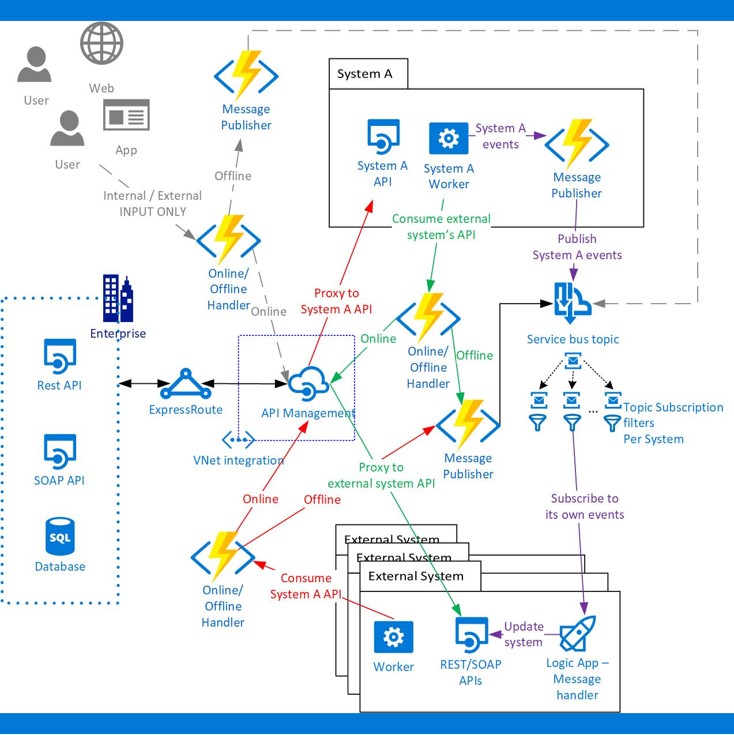 User
Web
User
App
Message
Publisher
Offline
Internal / External
INPUT ONLY
Online/
Offline
Handler
Online
System A
System A
API
System A
Worker
System A
events
Message
Publisher
Consume external
system's API
Publish
System A events
Proxy to
System A API
Online
Online/
Offline
Handler
Offline
Service bus topic
Topic Subscription
filters
Per System
...
Enterprise
Rest API
SOAP API
SQL
Database
ExpressRoute
API Management
VNet integration
Message
Publisher
Proxy to
external system API
Online
Offline
Subscribe to
its own events
Online/
Offline
Handler
Consume
System A API
External System
External System
External System
Worker
REST/SOAP
APIs
Update
system
Logic App –
Message
handler